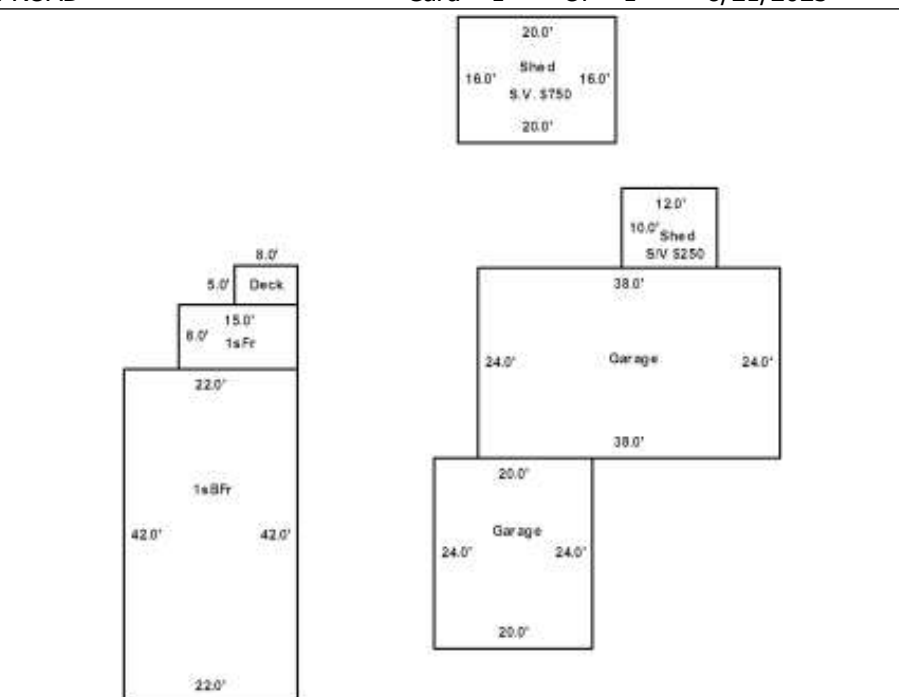 ROAD Card 1 Of 1
20.0'
16.0' Shed 16.0'
S.V. $750
20.0'
12.0'
10.0' Shed
S/V $250
8.0'
5.0' Deck
15.0'
8.0' 1sFr
22.0'
1sBFr
42.0' 42.0'
22.0'
38.0'
24.0' Garage 24.0'
38.0'
20.0'
Garage
24.0' 24.0'
20.0'